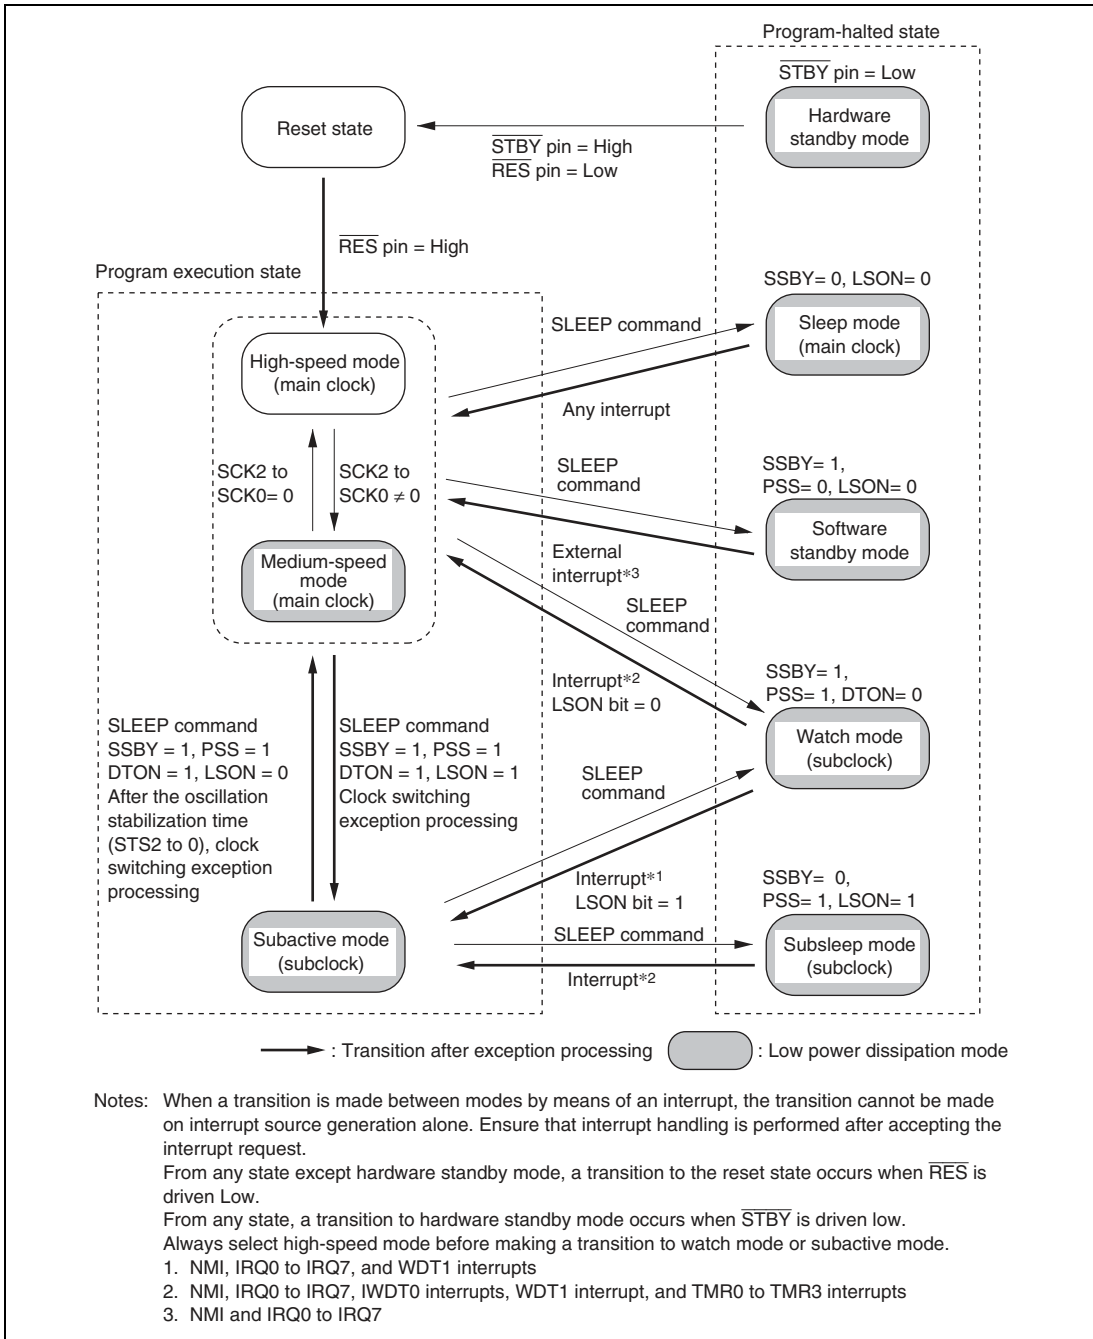 Program-halted state
STBY pin = Low
Hardware
standby mode
Reset state
STBY pin = High
RES pin = Low
RES pin = High
Program execution state
SSBY= 0, LSON= 0
Sleep mode
(main clock)
SLEEP command
Any interrupt
High-speed mode
(main clock)
SCK2 to
SCK0= 0
SCK2 to
SCK0 ≠ 0
Medium-speed
mode
(main clock)
SLEEP
command
SSBY= 1,
PSS= 0, LSON= 0
Software
standby mode
External
interrupt*3
SLEEP
command
Interrupt*2
LSON bit = 0
SSBY= 1,
PSS= 1, DTON= 0
Watch mode
(subclock)
SLEEP command
SSBY = 1, PSS = 1
DTON = 1, LSON = 0
After the oscillation
stabilization time
(STS2 to 0), clock
switching exception
processing
SLEEP command
SSBY = 1, PSS = 1
DTON = 1, LSON = 1
Clock switching
exception processing
SLEEP
command
Interrupt*1
LSON bit = 1
SSBY= 0,
PSS= 1, LSON= 1
Subactive mode
(subclock)
SLEEP command
Interrupt*2
Subsleep mode
(subclock)
: Transition after exception processing
: Low power dissipation mode
Notes: When a transition is made between modes by means of an interrupt, the transition cannot be made
on interrupt source generation alone. Ensure that interrupt handling is performed after accepting the
interrupt request.
From any state except hardware standby mode, a transition to the reset state occurs when RES is
driven Low.
From any state, a transition to hardware standby mode occurs when STBY is driven low.
Always select high-speed mode before making a transition to watch mode or subactive mode.
1. NMI, IRQ0 to IRQ7, and WDT1 interrupts
2. NMI, IRQ0 to IRQ7, IWDT0 interrupts, WDT1 interrupt, and TMR0 to TMR3 interrupts
3. NMI and IRQ0 to IRQ7